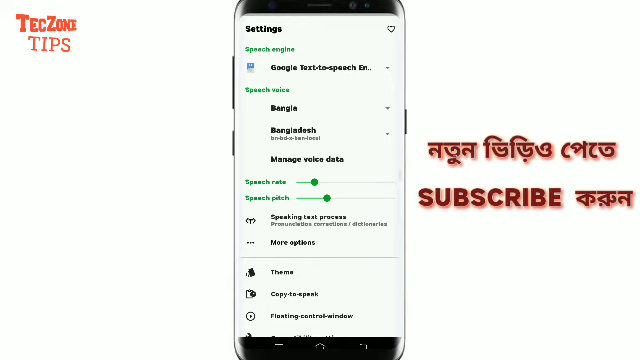 TECZONE
TIPS
Settings
Speech engine
Google Text-to-speech En..
Speech voice
Bangla
Bangladesh
bn-bd-x-ban-local
Manage voice data
Speech rate
Speech pitch
Speaking text process
Pronunciation corrections / dictionaries
More options
Theme
Copy-to-speak
Floating-control-window
নতুন ভিড়িও পেতে
SUBSCRIBE করুন